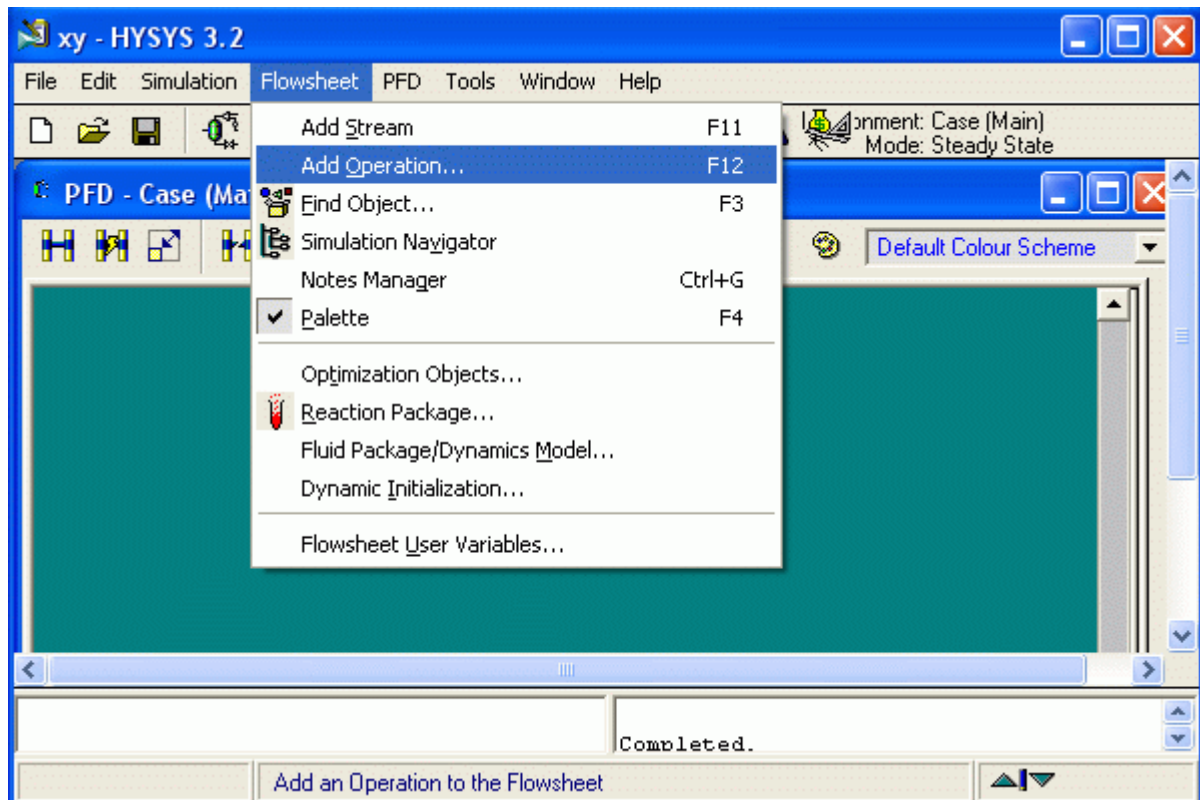 xy - HYSYS 3.2
File Edit Simulation Flowsheet PFD Tools Window Help
Add Stream F11
onment: Case (Main)
Mode: Steady State
Add Operation... F12
PFD - Case (Ma
Find Object... F3
Simulation Navigator
Default Colour Scheme
Notes Manager Ctrl+G
Palette F4
Optimization Objects...
Reaction Package...
Fluid Package/Dynamics Model...
Dynamic Initialization...
Flowsheet User Variables...
Completed.
Add an Operation to the Flowsheet